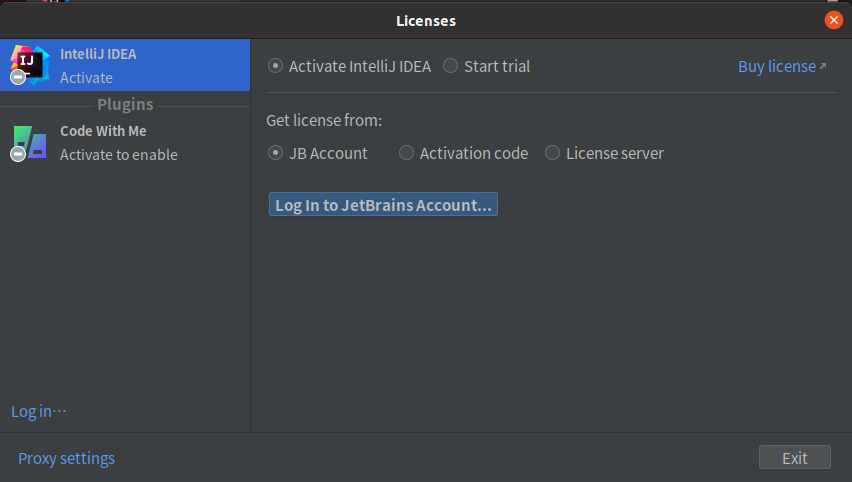 Licenses
IJ
IntelliJ IDEA
Activate
Plugins
Code With Me
Activate to enable
Log in...
Activate IntelliJ IDEA Start trial Buy license↗
Get license from:
JB Account Activation code License server
Log In to JetBrains Account...
Proxy settings Exit